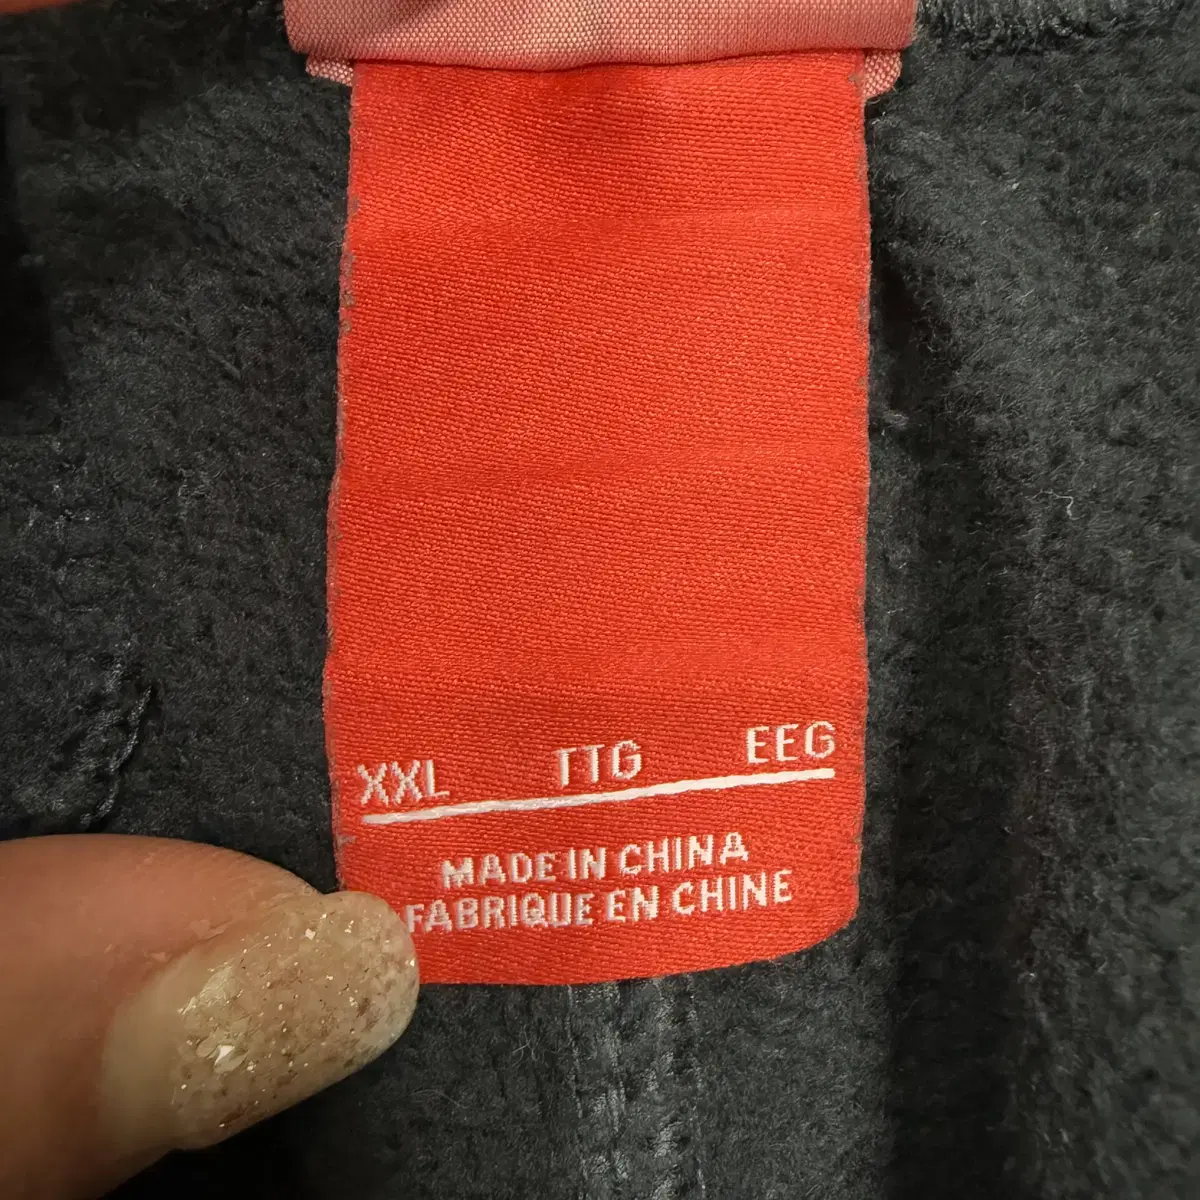 XXL TTG EEG
MADE IN CHINA
FABRIQUE EN CHINE